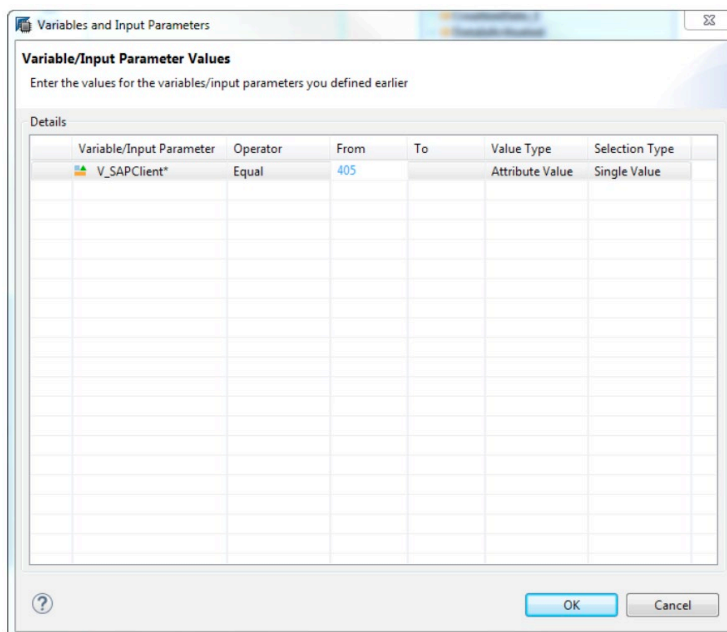 Variables and Input Parameters
Variable/Input Parameter Values
Enter the values for the variables/input parameters you defined earlier
Details
Variable/Input Parameter Operator From To Value Type Selection Type
V_SAPClient* Equal 405 Attribute Value Single Value
?
OK Cancel